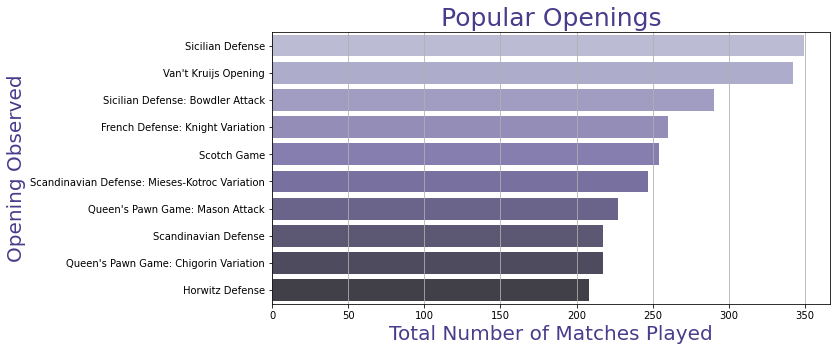 Popular Openings
Opening Observed
Sicilian Defense
Van't Kruijs Opening
Sicilian Defense: Bowdler Attack
French Defense: Knight Variation
Scotch Game
Scandinavian Defense: Mieses-Kotroc Variation
Queen's Pawn Game: Mason Attack
Scandinavian Defense
Queen's Pawn Game: Chigorin Variation
Horwitz Defense
0 50 100 150 200 250 300 350
Total Number of Matches Played